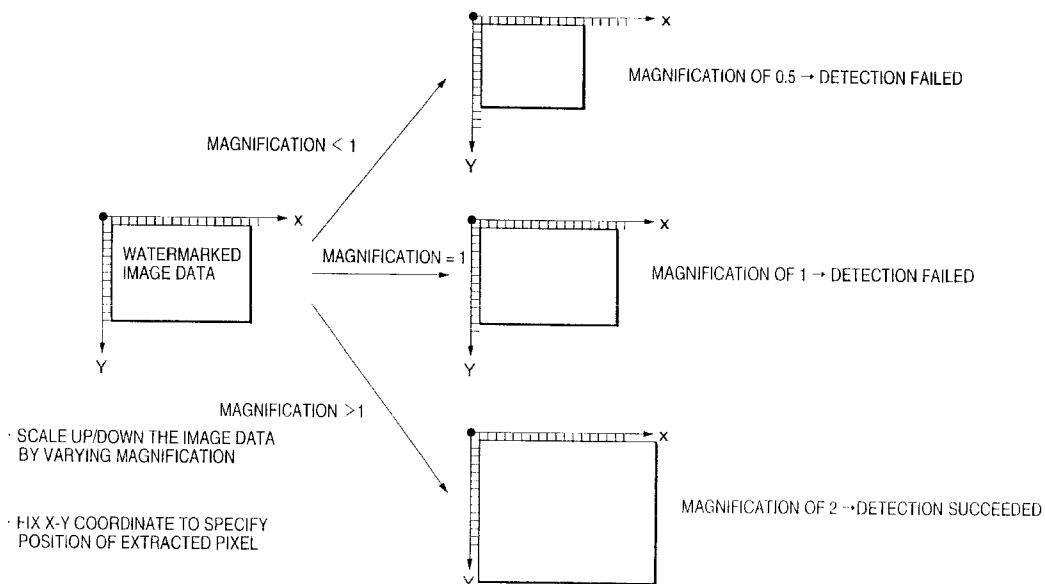 X
MAGNIFICATION OF 0.5 → DETECTION FAILED
Y
MAGNIFICATION < 1
X
WATERMARKED
IMAGE DATA
Y
MAGNIFICATION = 1
X
MAGNIFICATION OF 1 → DETECTION FAILED
Y
MAGNIFICATION >1
· SCALE UP/DOWN THE IMAGE DATA
BY VARYING MAGNIFICATION
X
MAGNIFICATION OF 2 → DETECTION SUCCEEDED
Y
· FIX X-Y COORDINATE TO SPECIFY
POSITION OF EXTRACTED PIXEL